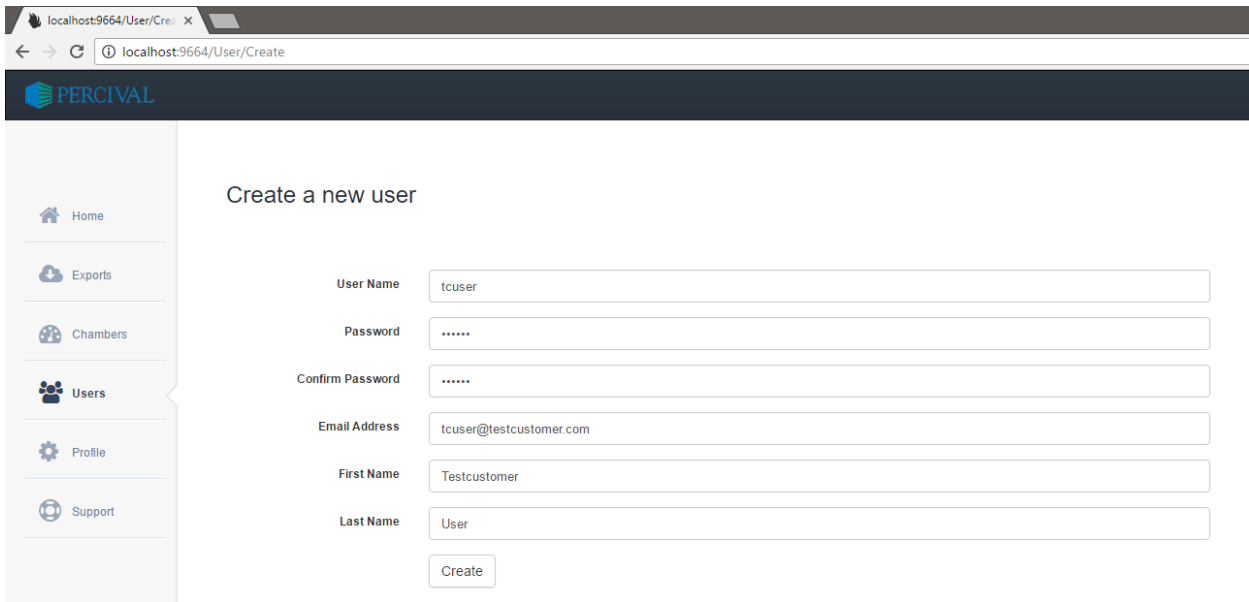 localhost:9664/User/Crea
localhost:9664/User/Create
PERCIVAL
Home
Exports
Chambers
Users
Profile
Support
Create a new user
User Name tcuser
Password ••••••
Confirm Password ••••••
Email Address tcuser@testcustomer.com
First Name Testcustomer
Last Name User
Create